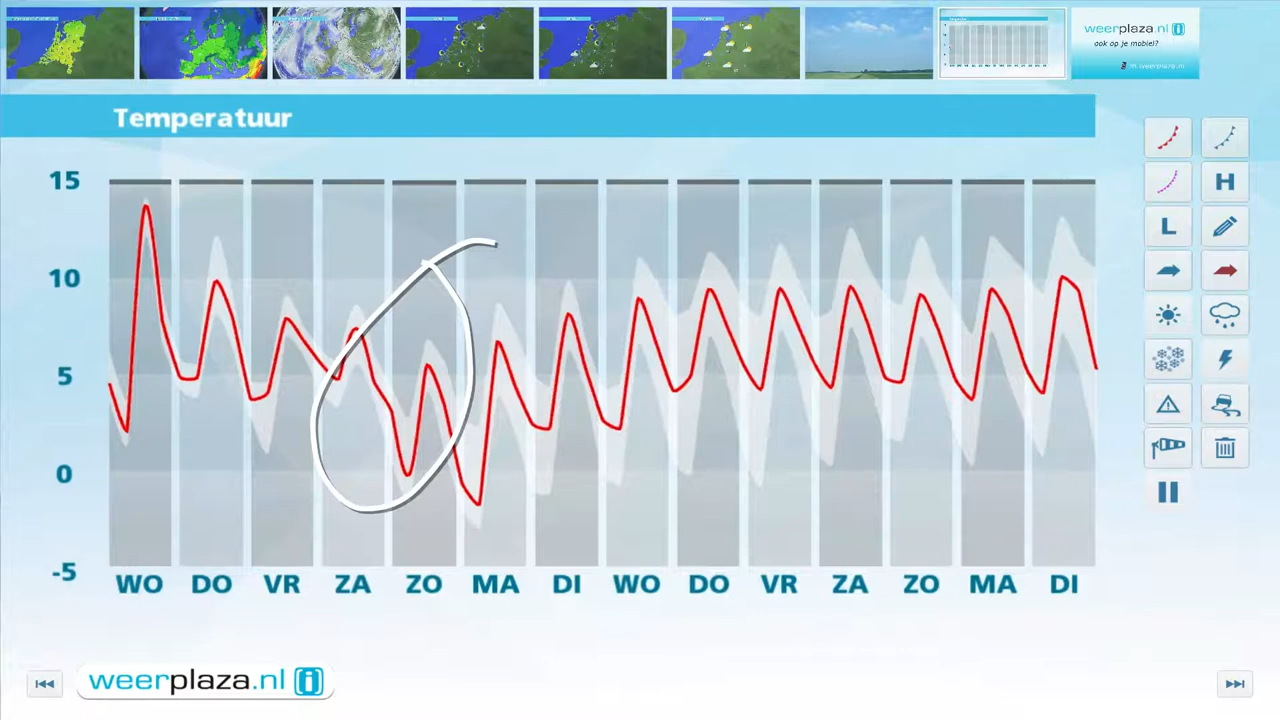 weerplaza.nl i
ook op je mobiel?
Temperatuur
15
10
5
0
-5
WO DO VR ZA ZO MA DI WO DO VR ZA ZO MA DI
H
L
weerplaza.nl i